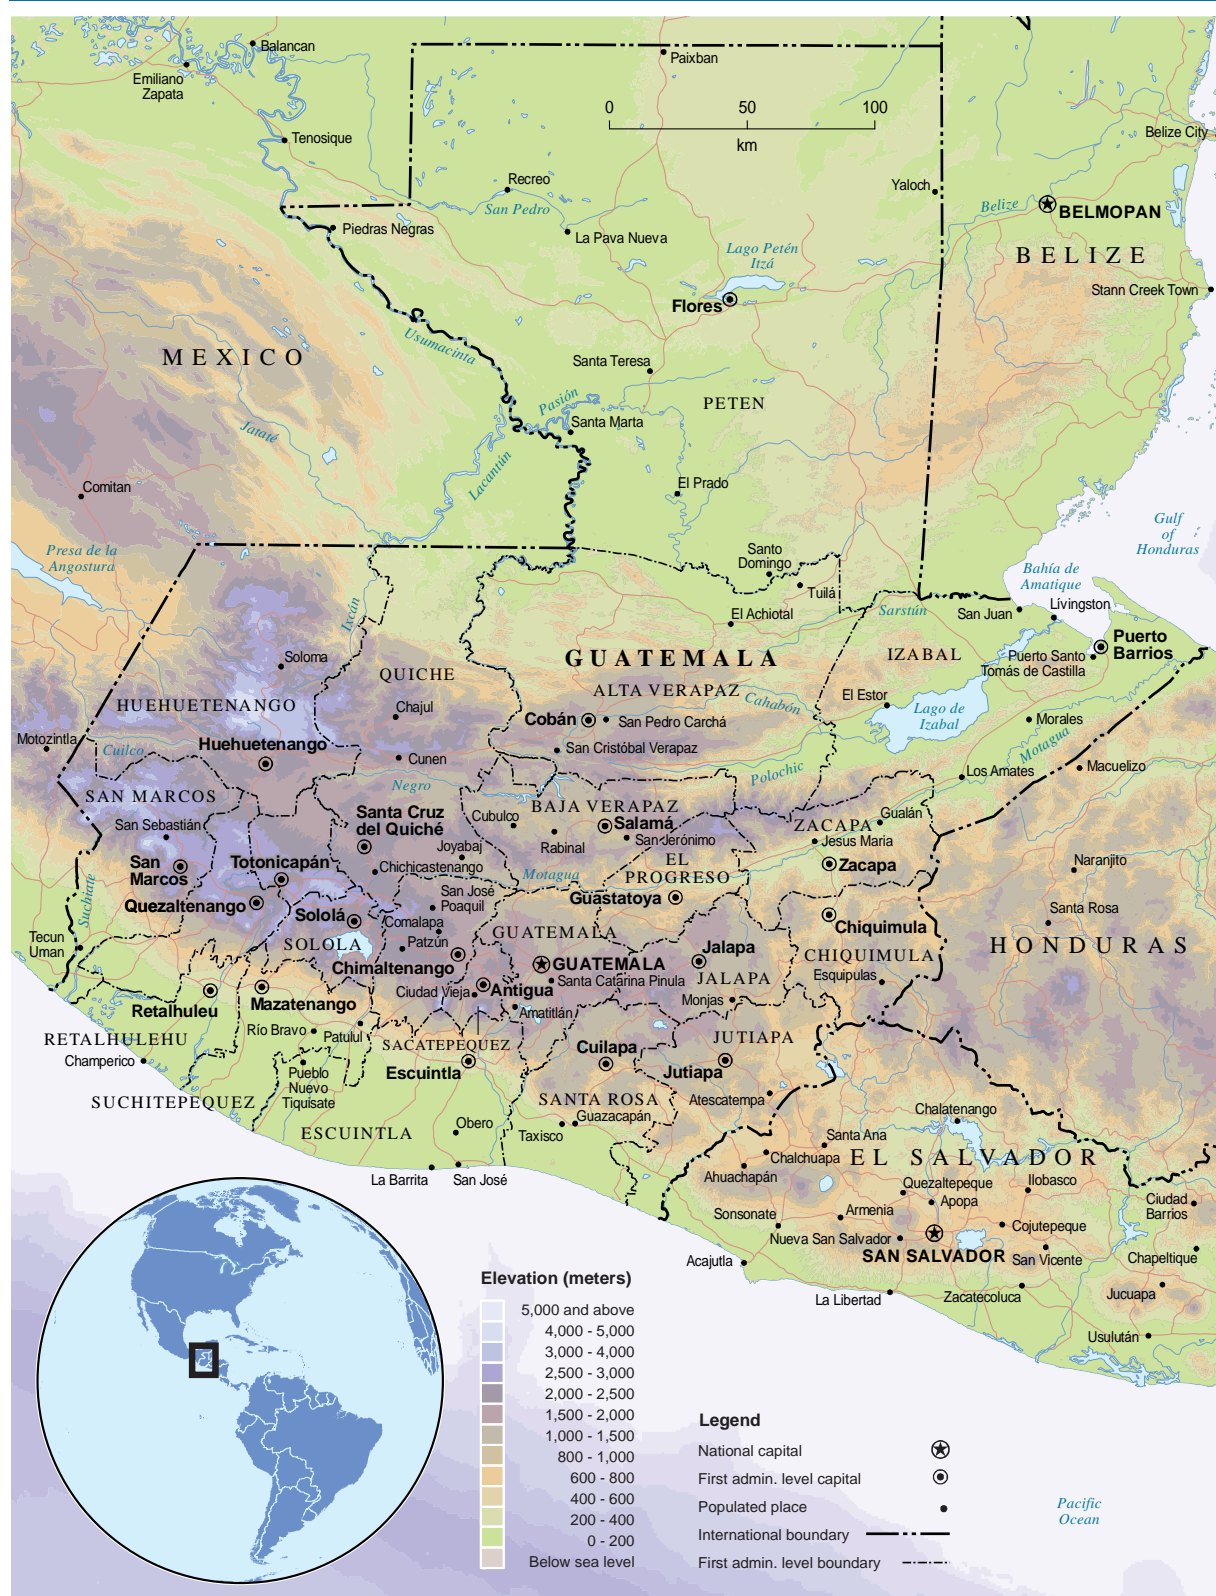 Balancan
Emiliano
Zapata
Paixban
0 50 100
km
Tenosique
Belize City
Recreo
San Pedro
Yaloch
Belize
BELMOPAN
Piedras Negras
La Pava Nueva
Lago Petén
Itzá
BELIZE
Stann Creek Town
Flores
Usumacinta
MEXICO
Santa Teresa
Pasión
PETEN
Santa Marta
Jataté
Lacantún
Comitan
El Prado
Gulf
of
Honduras
Presa de la
Angostura
Santo
Domingo
Bahía de
Amatique
Tuilá
Ixcán
El Achiotal
Sarstún
San Juan
Lívingston
Puerto
Barrios
Soloma
GUATEMALA
IZABAL
Puerto Santo
Tomás de Castilla
QUICHE
ALTA VERAPAZ
El Estor
HUEHUETENANGO
Chajul
Cahabón
Lago de
Izabal
Cobán
San Pedro Carchá
Morales
Motozintla
Huehuetenango
Cuilco
San Cristóbal Verapaz
Motagua
Cunen
Polochic
Los Amates
Macuelizo
Negro
SAN MARCOS
BAJA VERAPAZ
Santa Cruz
del Quiché
Cubulco
Salamá
ZACAPA
Gualán
San Sebastián
Rabinal
San Jerónimo
Jesus Maria
Joyabaj
EL
PROGRESO
San
Marcos
Totonicapán
Chichicastenango
Motagua
Zacapa
Naranjito
Suchiate
Quezaltenango
San José
Poaquil
Guastatoya
Sololá
Comalapa
Chiquimula
Santa Rosa
Tecun
Uman
SOLOLA
Patzún
GUATEMALA
Jalapa
CHIQUIMULA
HONDURAS
Chimaltenango
GUATEMALA
JALAPA
Esquipulas
Ciudad Vieja
Antigua
Santa Catarina Pinula
Retalhuleu
Mazatenango
Amatitlán
Monjas
Río Bravo
Patulul
RETALHULEHU
SACATEPEQUEZ
Cuilapa
JUTIAPA
Champerico
Escuintla
Jutiapa
Pueblo
Nuevo
Tiquisate
SUCHITEPEQUEZ
SANTA ROSA
Atescatempa
Guazacapán
Chalatenango
ESCUINTLA
Obero
Taxisco
Santa Ana
Chalchuapa
EL SALVADOR
La Barrita
San José
Ahuachapán
Quezaltepeque
Ilobasco
Apopa
Ciudad
Barrios
Sonsonate
Armenia
Cojutepeque
Nueva San Salvador
SAN SALVADOR
San Vicente
Chapeltique
Acajutla
La Libertad
Zacatecoluca
Jucuapa
Usulután
Elevation (meters)
5,000 and above
4,000 - 5,000
3,000 - 4,000
2,500 - 3,000
2,000 - 2,500
1,500 - 2,000
1,000 - 1,500
800 - 1,000
600 - 800
400 - 600
200 - 400
0 - 200
Below sea level
Legend
National capital
First admin. level capital
Populated place
International boundary
First admin. level boundary
Pacific
Ocean